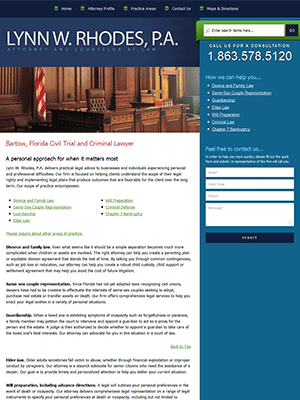 Home Attorney Profile Practice Areas Contact Us Maps & Directions
LYNN W. RHODES, P.A.
ATTORNEY AND COUNSELOR AT LAW
Enter search terms here...
CALL US FOR A CONSULTATION
1.863.578.5120
How we can help you...
Divorce and Family Law
Same-Sex Couple Representation
Guardianship
Elder Law
Will Preparation
Criminal Law
Chapter 7 Bankruptcy
Feel free to contact us...
In order to help you more quickly, please fill out the quick
form and submit. A representative of the firm will call you.
SUBMIT
Bartow, Florida Civil Trial and Criminal Lawyer
A personal approach for when it matters most
Lynn W. Rhodes, P.A. delivers practical legal advice to businesses and individuals experiencing personal
and professional difficulties. Our firm is focused on helping clients understand the scope of their legal
rights and implementing legal plans that produce outcomes that are favorable for the client over the long
term. Our scope of practice encompasses:
Divorce and Family Law Will Preparation
Same-Sex Couple Representation Criminal Defense
Guardianship Chapter 7 Bankruptcy
Elder Law
Please inquire about other areas of practice.
Divorce and family law. Even what seems like it should be a simple separation becomes much more
complicated when children or assets are involved. The right attorney can help you create a parenting plan
or equitable division agreement that stands the test of time. By talking you through common contingencies,
such as job loss or relocation, our attorney can help you create a robust child custody, child support or
settlement agreement that may help you avoid the cost of future litigation.
Same sex couple representation. Since Florida has not yet adopted laws recognizing civil unions,
lawyers have had to be creative to effectuate the interests of same-sex couples seeking to adopt,
purchase real estate or transfer assets on death. Our firm offers comprehensive legal services to help you
enact your legal wishes in a variety of personal situations.
Guardianship. When a loved one is exhibiting symptoms of incapacity such as forgetfulness or paranoia,
a family member may petition the court to intervene and appoint a guardian to act as a proxy for the
person and the estate. A judge is then authorized to decide whether to appoint a guardian to take care of
the loved one's best interests. Our attorney can advocate for you in this situation in a court of law.
Back to Top
Elder law. Older adults sometimes fall victim to abuse, whether through financial exploitation or improper
conduct by caregivers. Our attorney is a staunch advocate for senior citizens who need the assistance of a
lawyer. Our goal is to provide timely and personalized attention to help you resolve your situation.
Will preparation, including advance directives. A legal will outlines your personal preferences in the
event of death or incapacity. Our attorney delivers comprehensive legal representation on a range of legal
instruments to specify your personal preferences at death or incapacity, including but not limited to